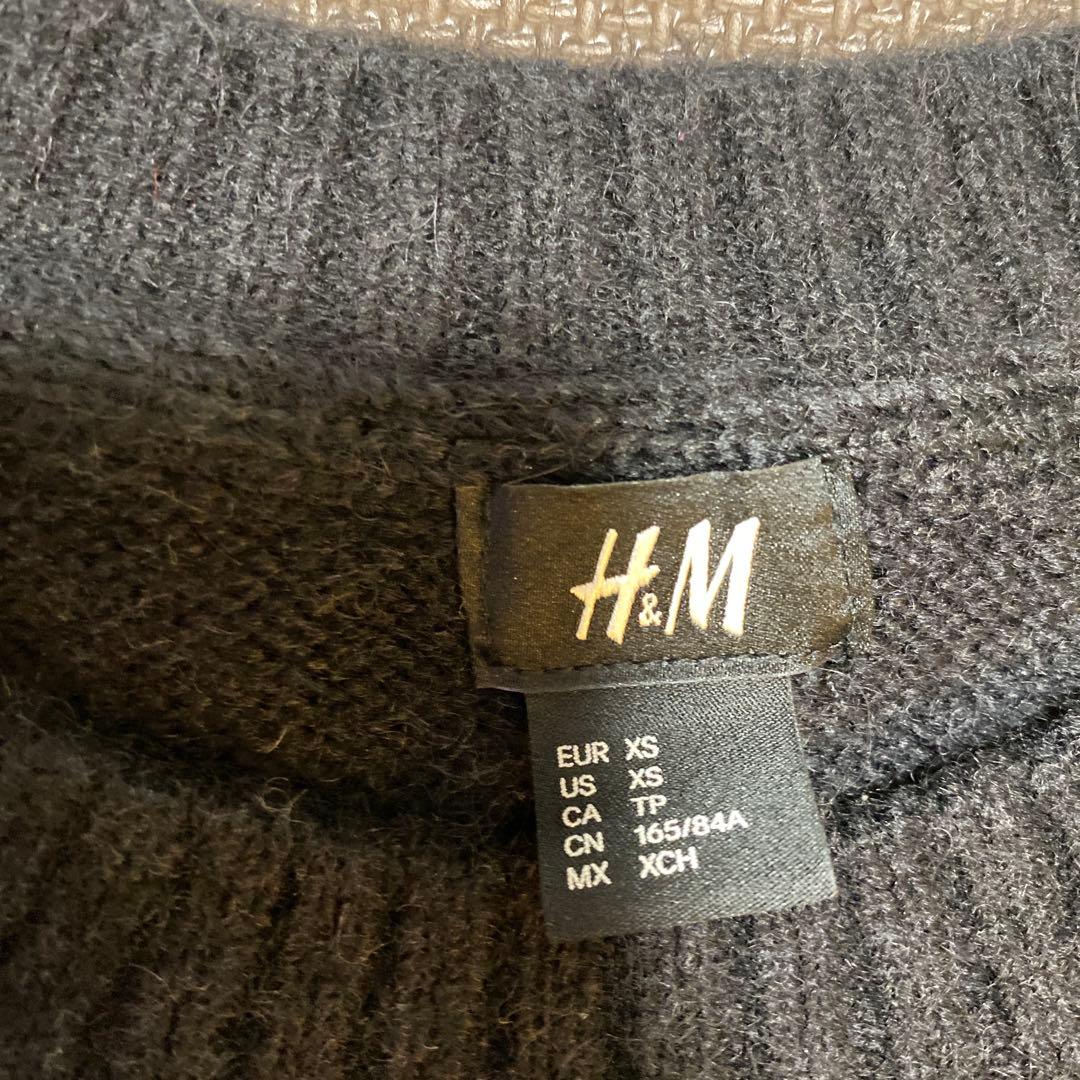 H&M
EUR XS
US XS
CA TP
CN 165/84A
MX XCH